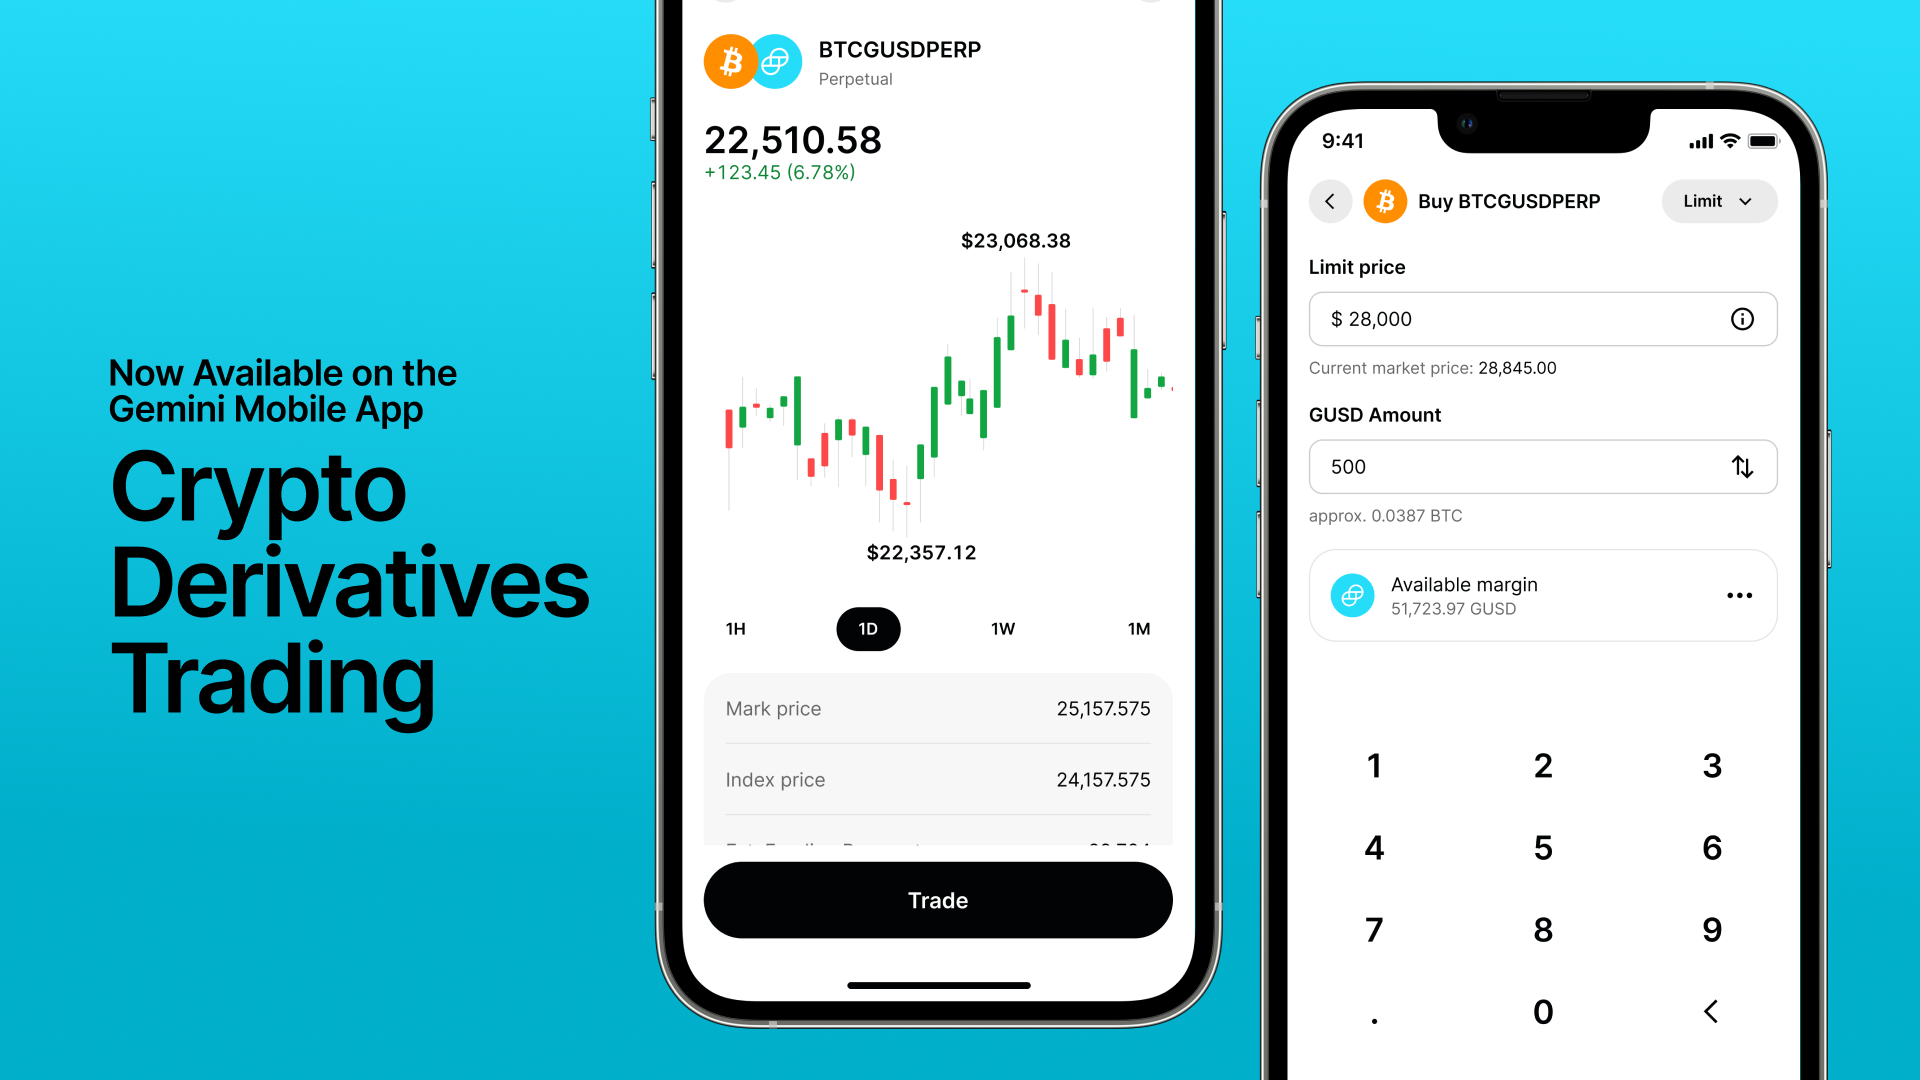 Now Available on the
Gemini Mobile App
Crypto
Derivatives
Trading
BTCGUSDPERP
Perpetual
22,510.58
+123.45 (6.78%)
$23,068.38
$22,357.12
1H 1D 1W 1M
Mark price 25,157.575
Index price 24,157.575
Trade
9:41
Buy BTCGUSDPERP Limit
Limit price
$ 28,000
Current market price: 28,845.00
GUSD Amount
500
approx. 0.0387 BTC
Available margin
51,723.97 GUSD
1 2 3
4 5 6
7 8 9
. 0 <